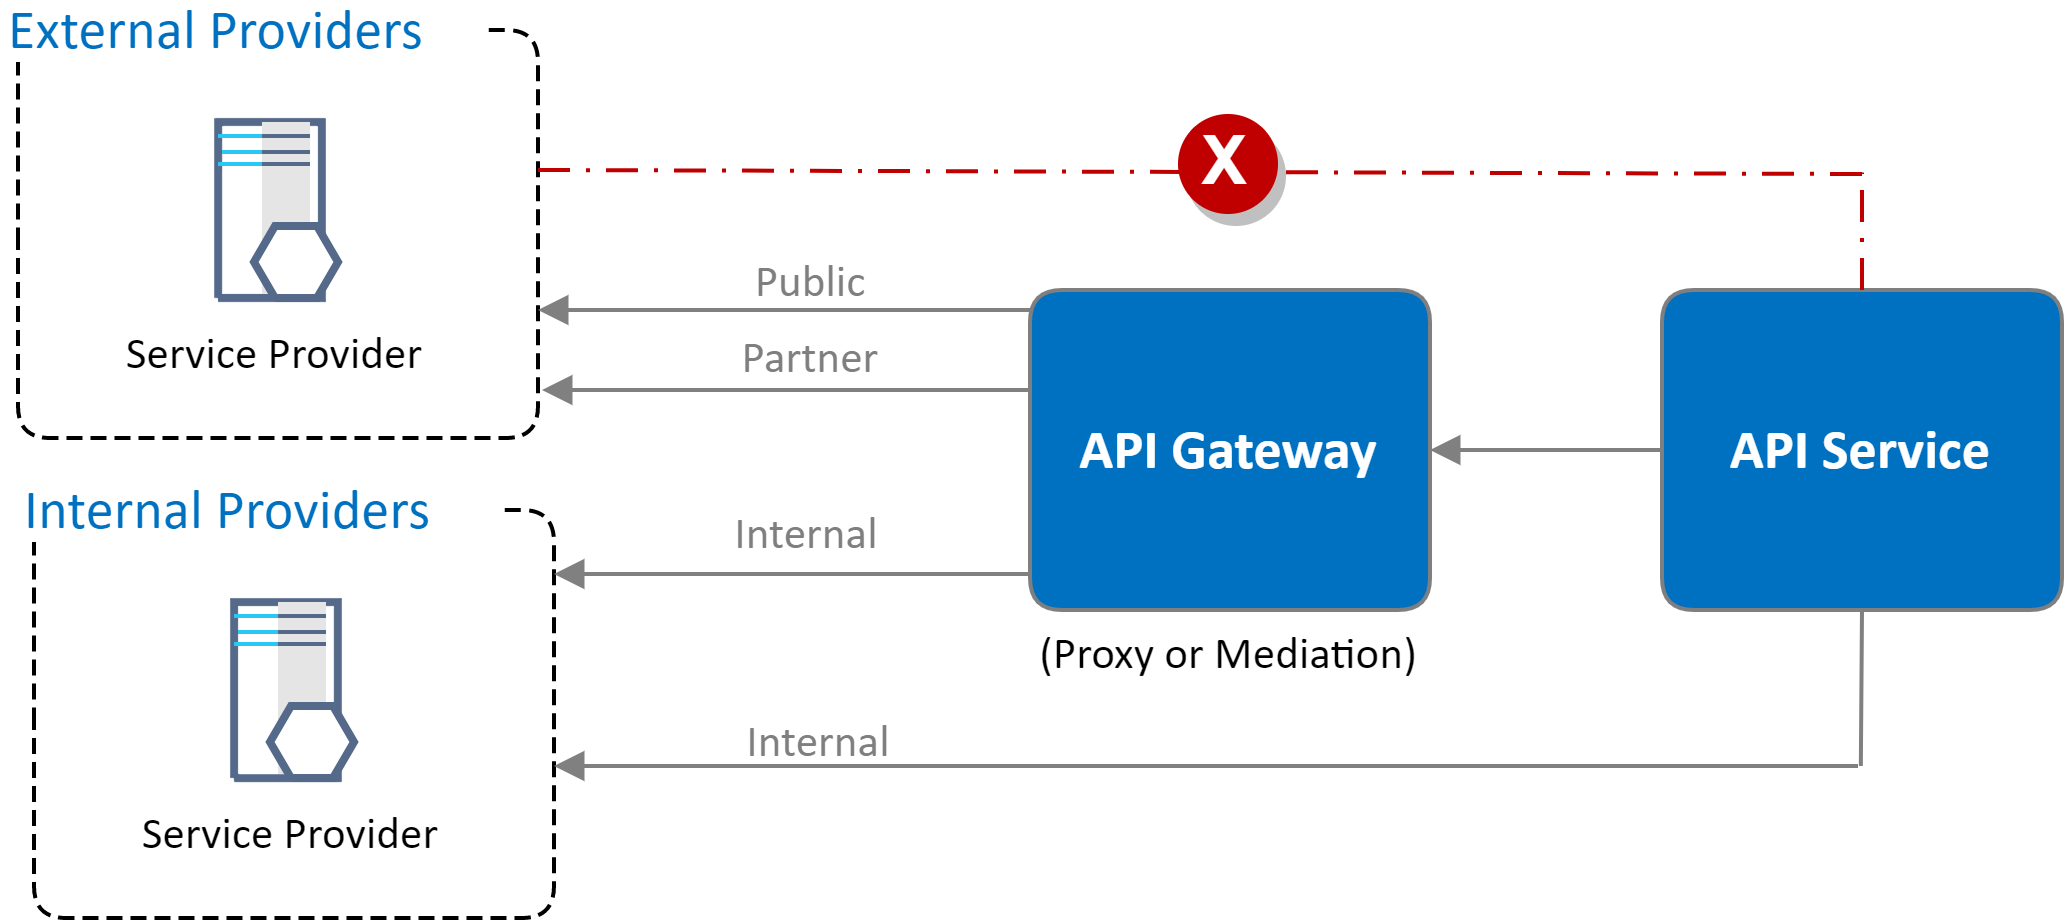 External Providers
X
Public
Service Provider
Partner
API Gateway
API Service
Internal Providers
Internal
(Proxy or Mediation)
Internal
Service Provider